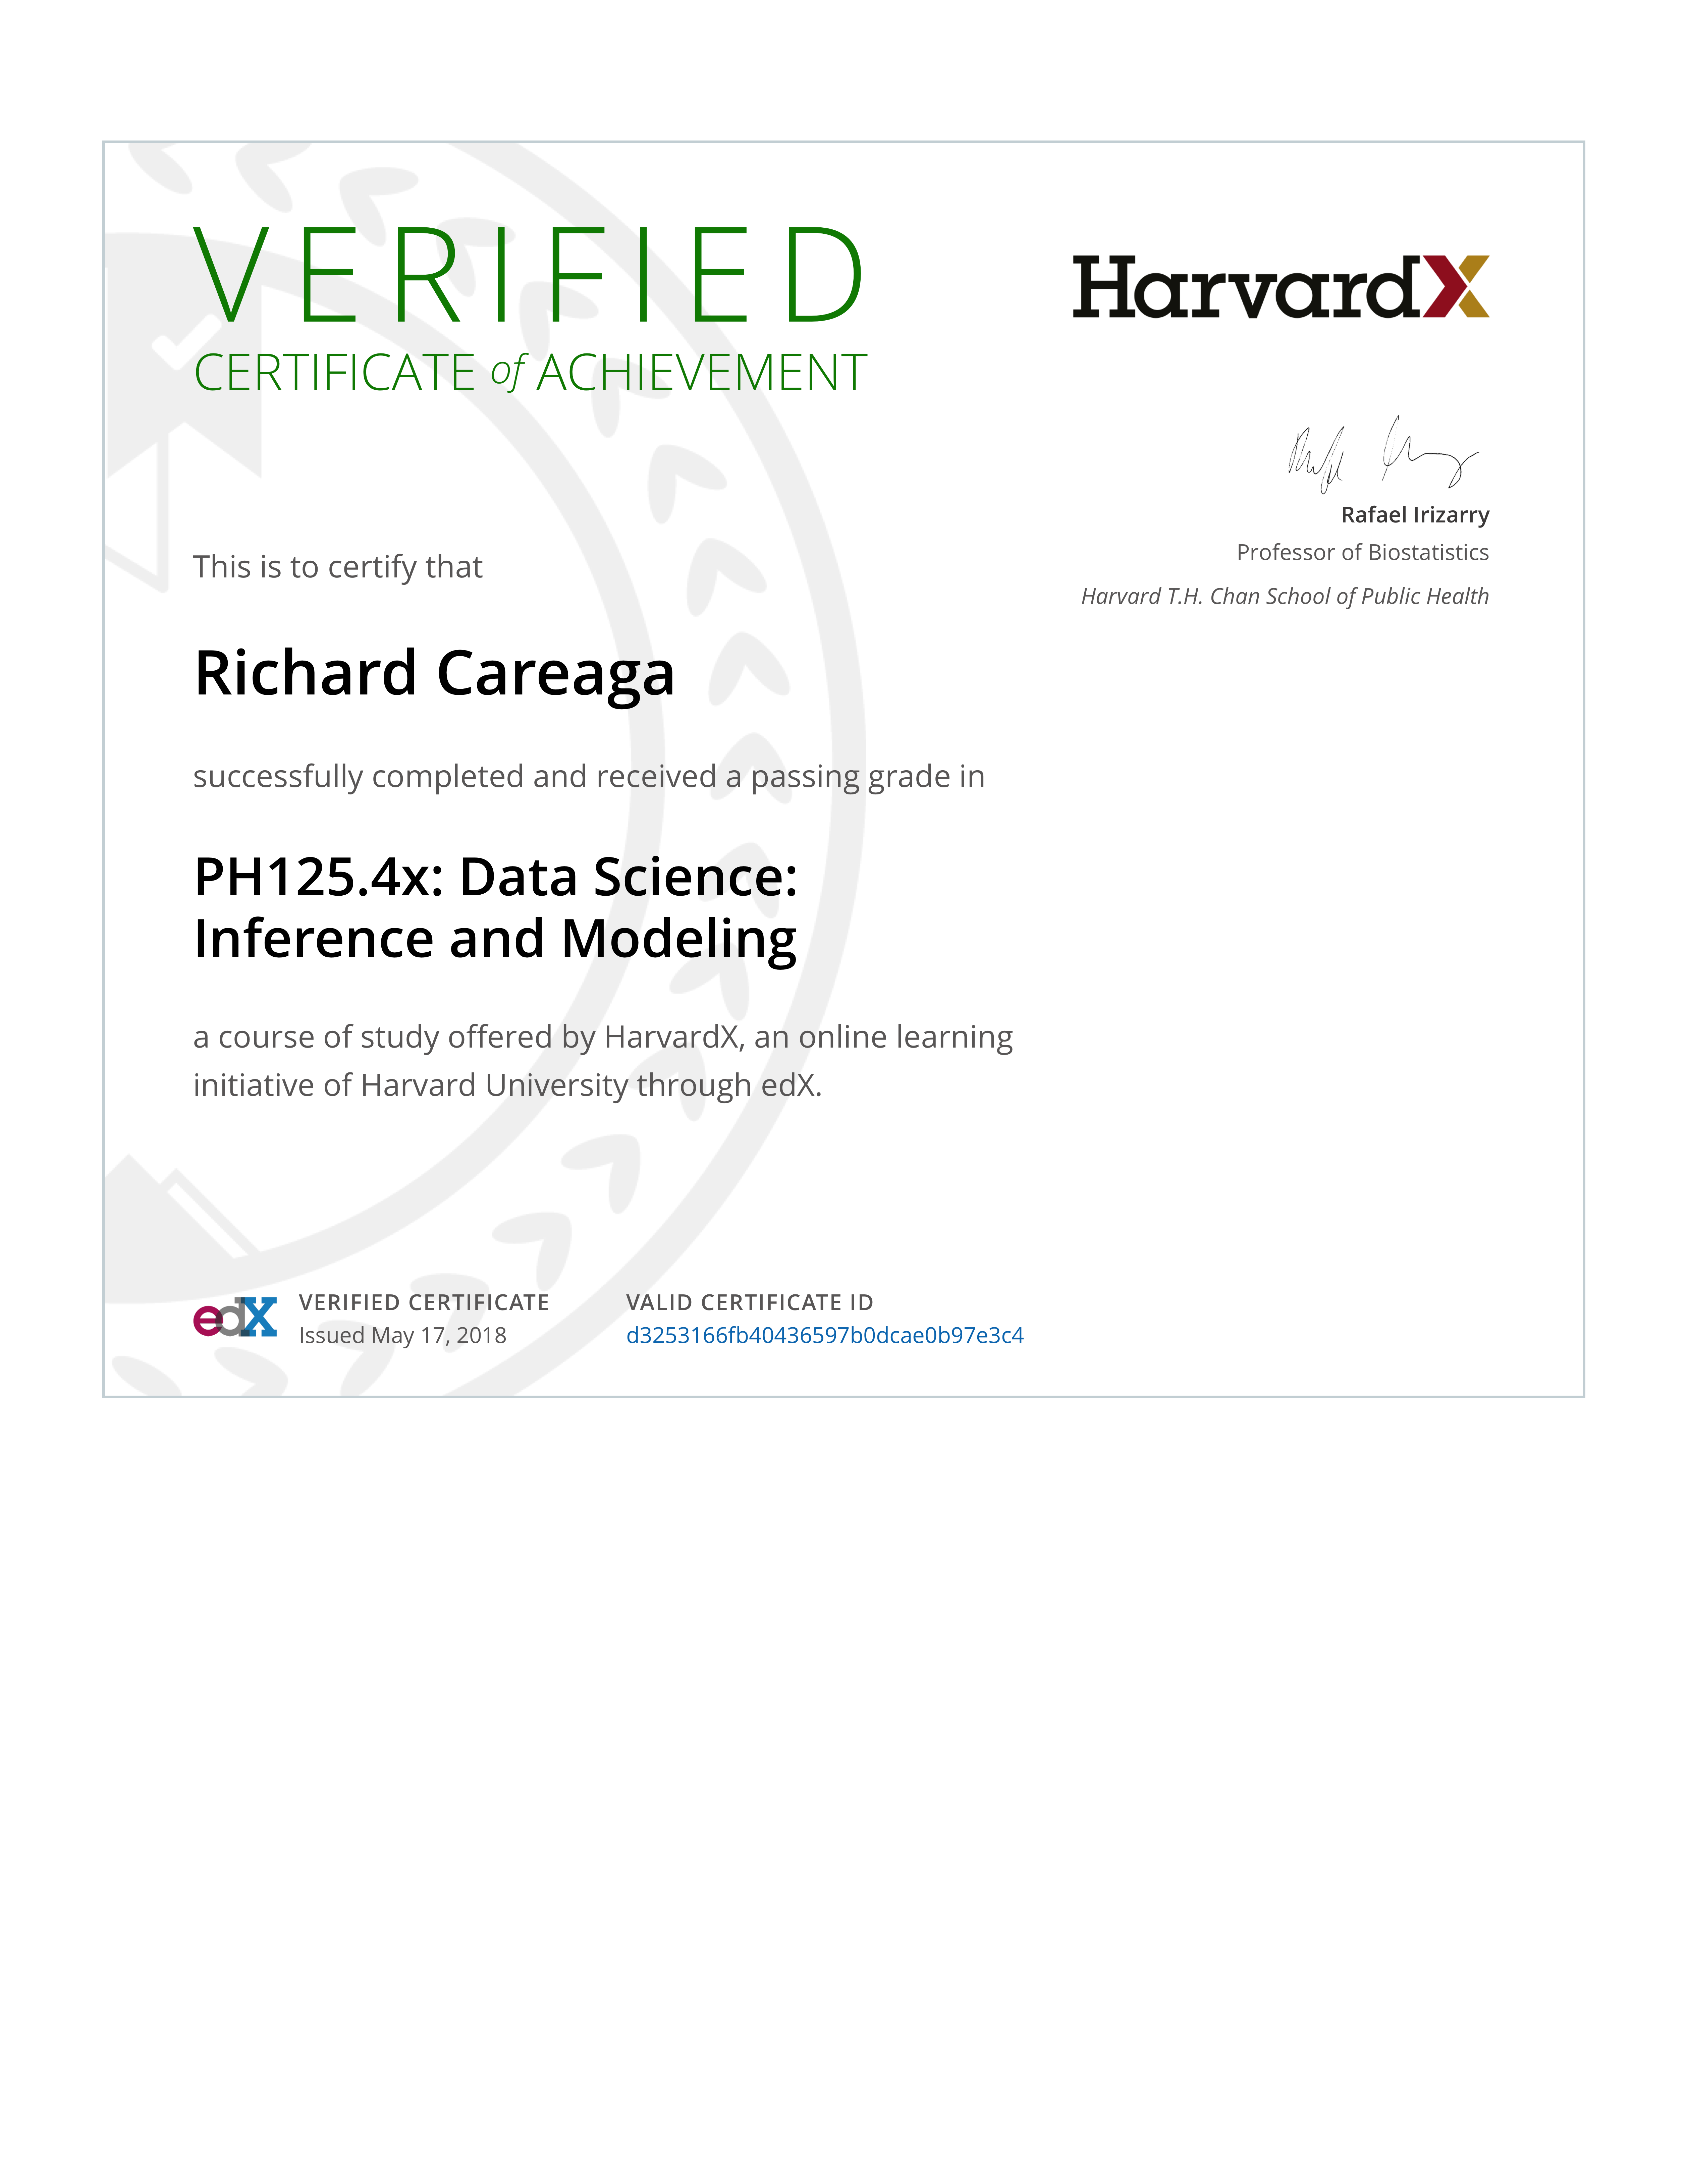 VERIFIED
CERTIFICATE of ACHIEVEMENT
HarvardX
Rafael Irizarry
Professor of Biostatistics
Harvard T.H. Chan School of Public Health
This is to certify that
Richard Careaga
successfully completed and received a passing grade in
PH125.4x: Data Science:
Inference and Modeling
a course of study offered by HarvardX, an online learning
initiative of Harvard University through edX.
edX
VERIFIED CERTIFICATE
Issued May 17, 2018
VALID CERTIFICATE ID
d3253166fb40436597b0dcae0b97e3c4